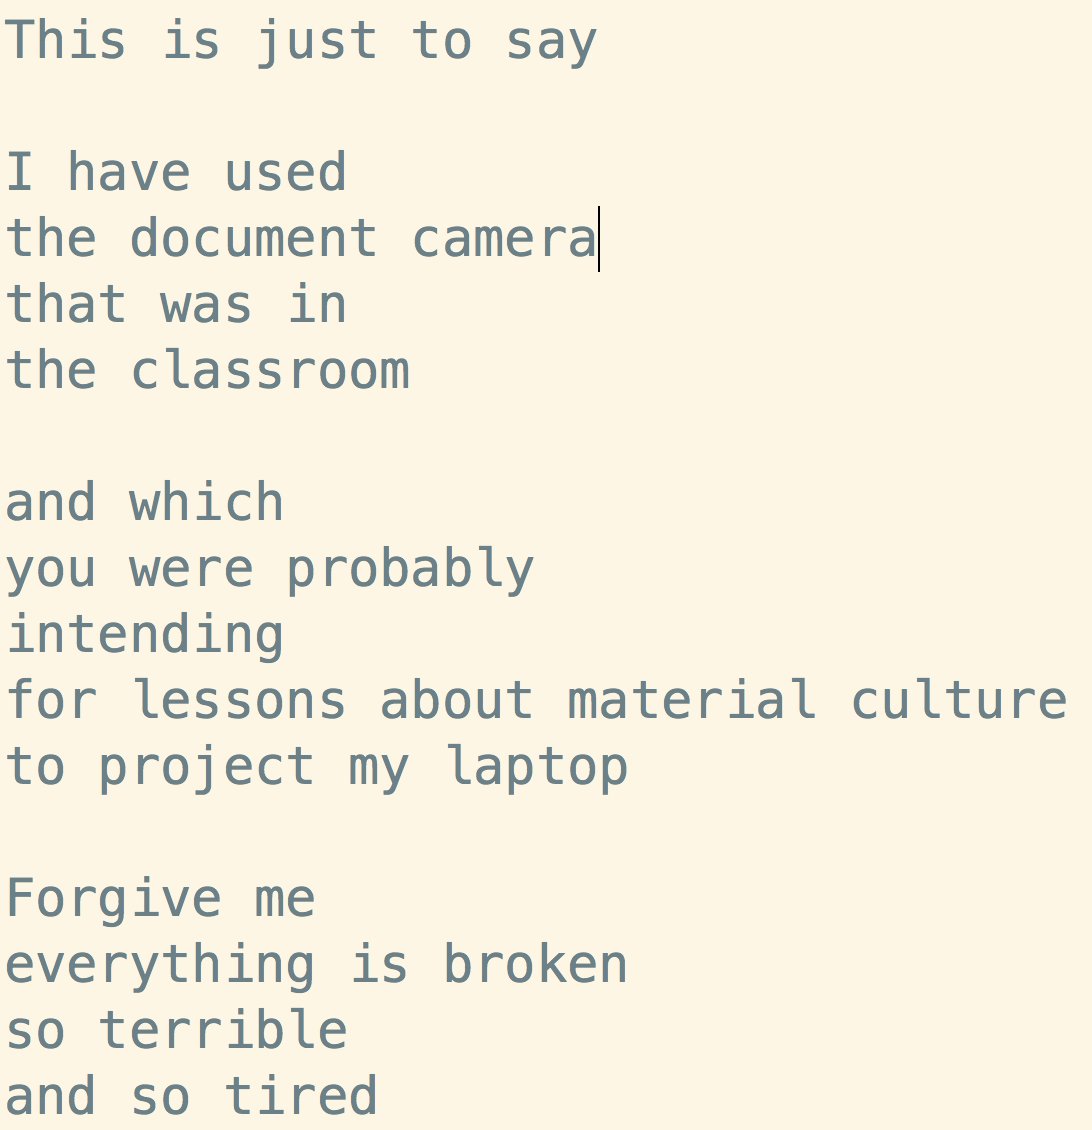 This is just to say

I have used
the document camera
that was in
the classroom

and which
you were probably
intending
for lessons about material culture
to project my laptop

Forgive me
everything is broken
so terrible
and so tired